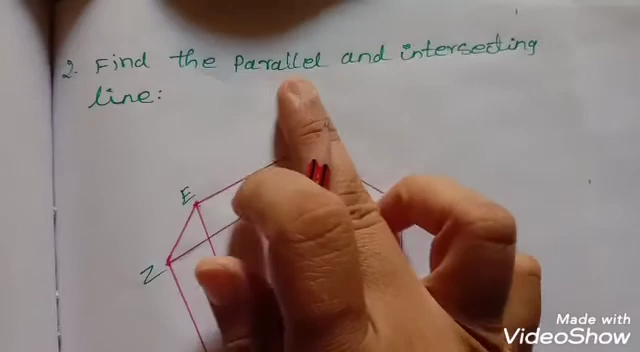 2. Find the Parallel and intersecting
line:
E
Z
Made with
VideoShow